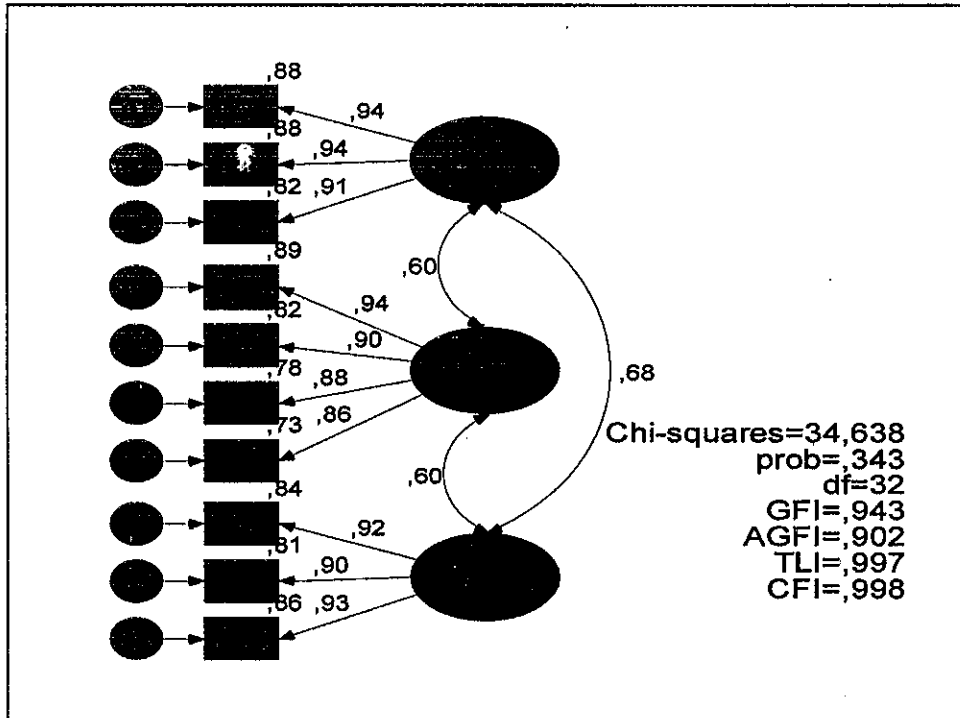 ,88
,94
,88
,94
,82 ,91
,89
,60
,94
,82
,90
,78
,88
,68
,73 ,86
Chi-squares=34,638
prob=,343
,60
df=32
,84
GFI=,943
AGFI=,902
,92
TLI=,997
,81
,90
CFI=,998
,86 ,93